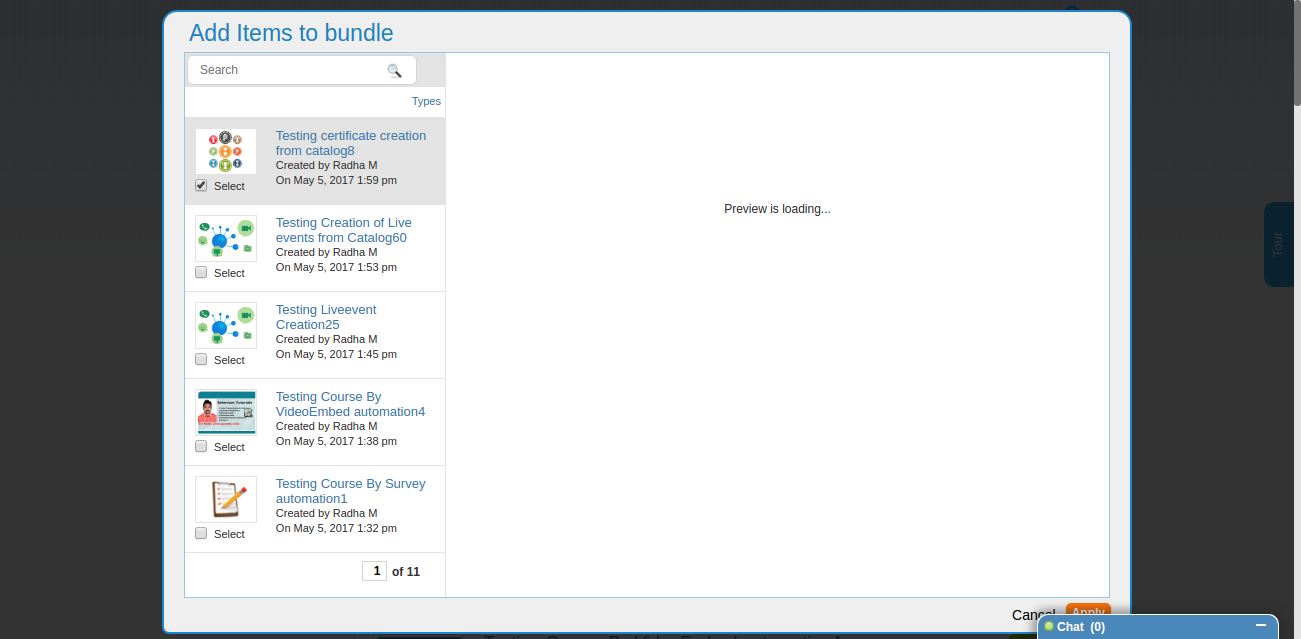 Add Items to bundle
Search
Types
Testing certificate creation
from catalog8
Created by Radha M
On May 5, 2017 1:59 pm
Select
Testing Creation of Live
events from Catalog60
Created by Radha M
On May 5, 2017 1:53 pm
Select
Testing Liveevent
Creation25
Created by Radha M
On May 5, 2017 1:45 pm
Select
Testing Course By
VideoEmbed automation4
Created by Radha M
On May 5, 2017 1:38 pm
Select
Testing Course By Survey
automation1
Created by Radha M
On May 5, 2017 1:32 pm
Select
1 of 11
Preview is loading...
Tour
Cancel Apply
Chat (0)